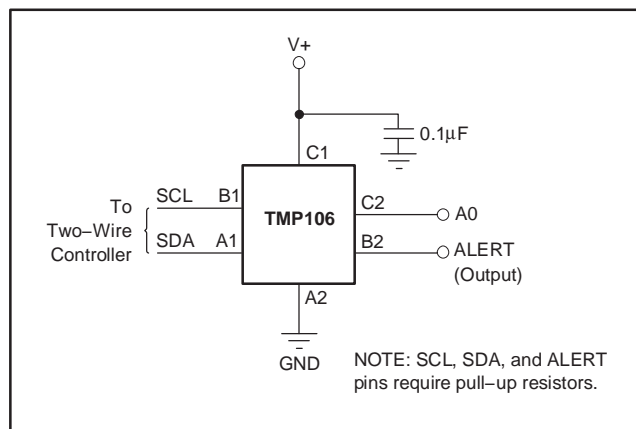 V+
0.1μF
C1
SCL B1
TMP106
C2
A0
To
Two−Wire
Controller
SDA A1
B2
ALERT
(Output)
A2
GND
NOTE: SCL, SDA, and ALERT
pins require pull−up resistors.